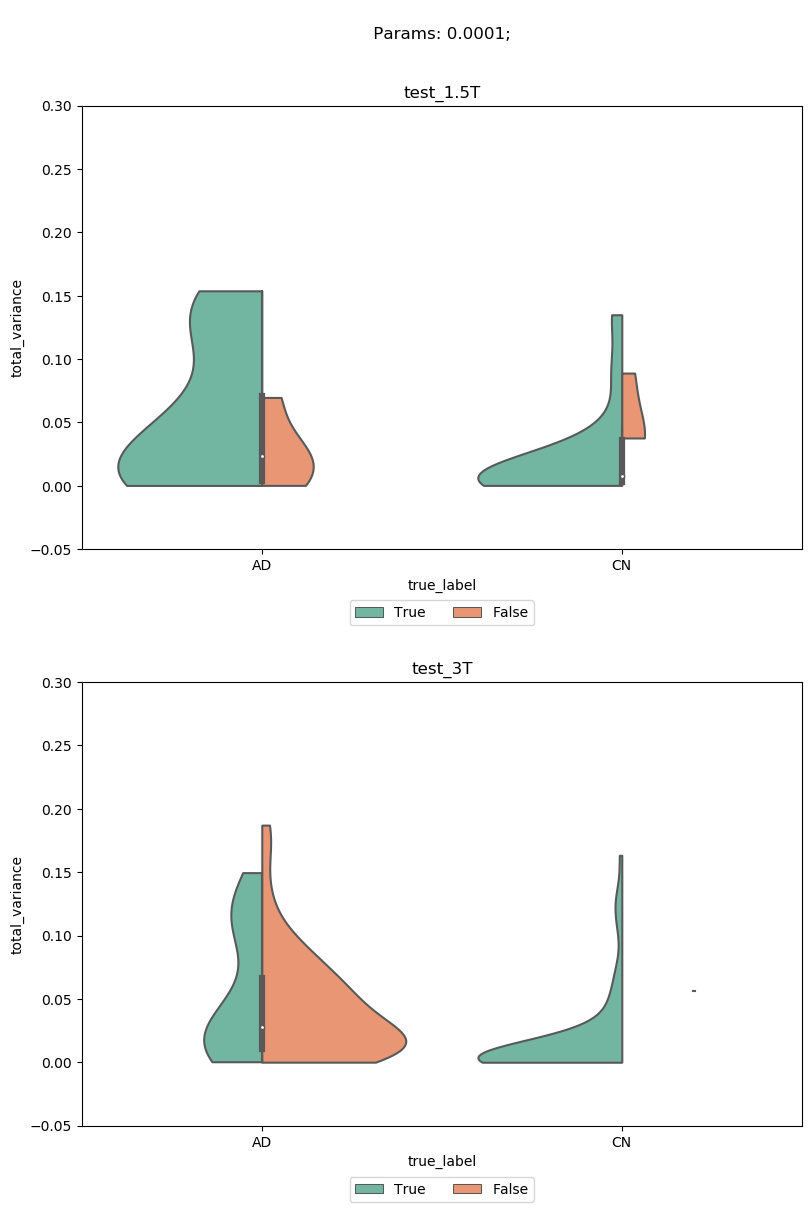 Params: 0.0001;
test_1.5T
0.30
0.25
0.20
0.15
0.10
0.05
0.00
−0.05
total_variance
AD CN
true_label
True False
test_3T
0.30
0.25
0.20
0.15
0.10
0.05
0.00
−0.05
total_variance
AD CN
true_label
True False